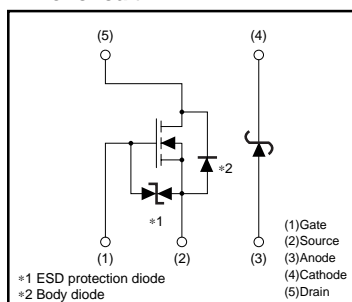 (5) (4)
∗2
∗1
(1) (2) (3)
(1)Gate
(2)Source
(3)Anode
(4)Cathode
(5)Drain
∗1 ESD protection diode
∗2 Body diode